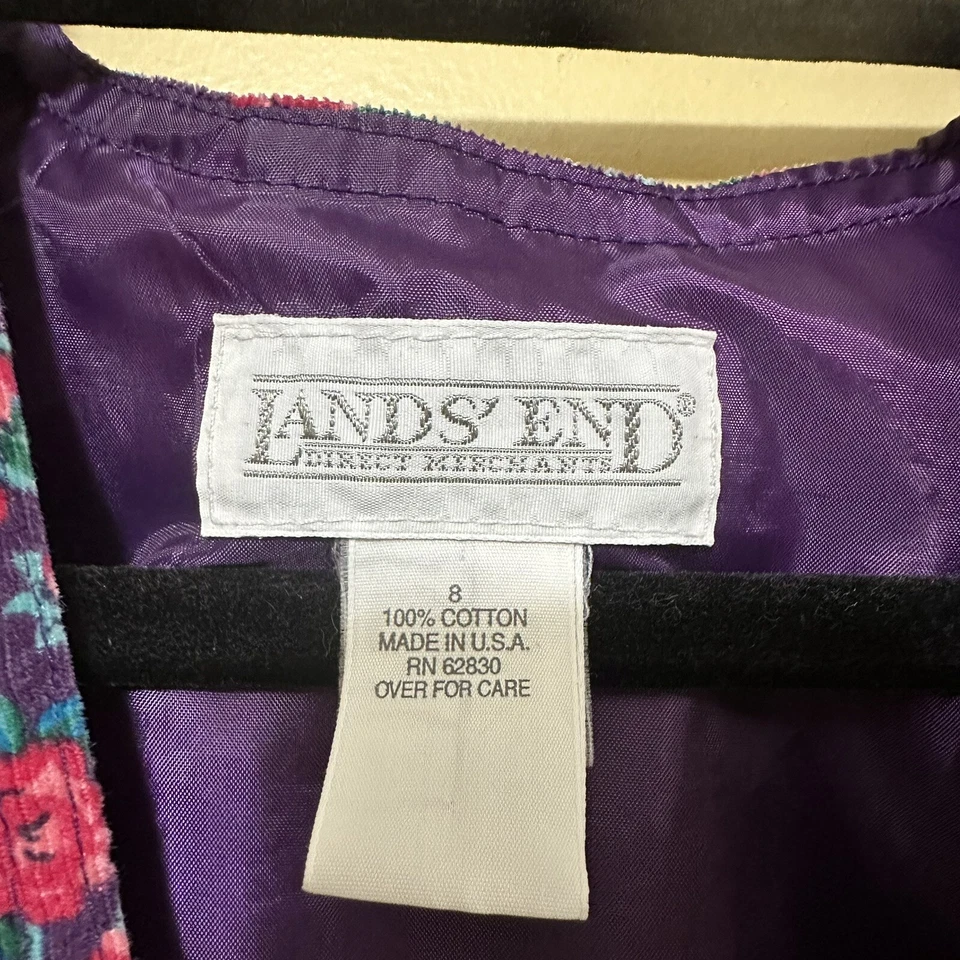 LANDS' END®
DIRECT MERCHANTS
8
100% COTTON
MADE IN U.S.A.
RN 62830
OVER FOR CARE